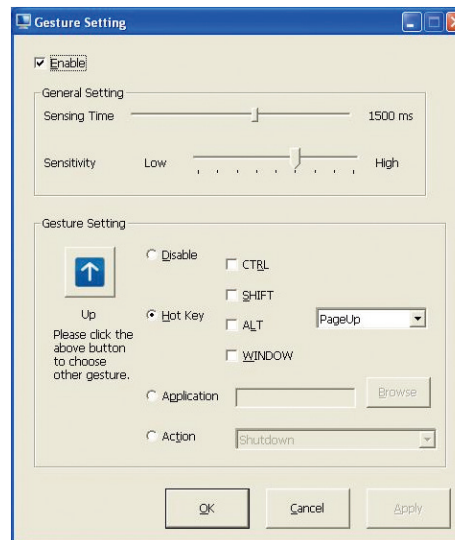 Gesture Setting
Enable
General Setting
Sensing Time 1500 ms
Sensitivity Low High
Gesture Setting
Disable
CTRL
SHIFT
Up
Hot Key
ALT
PageUp
WINDOW
Please click the
above button
to choose
other gesture.
Application
Browse
Action
Shutdown
OK
Cancel
Apply